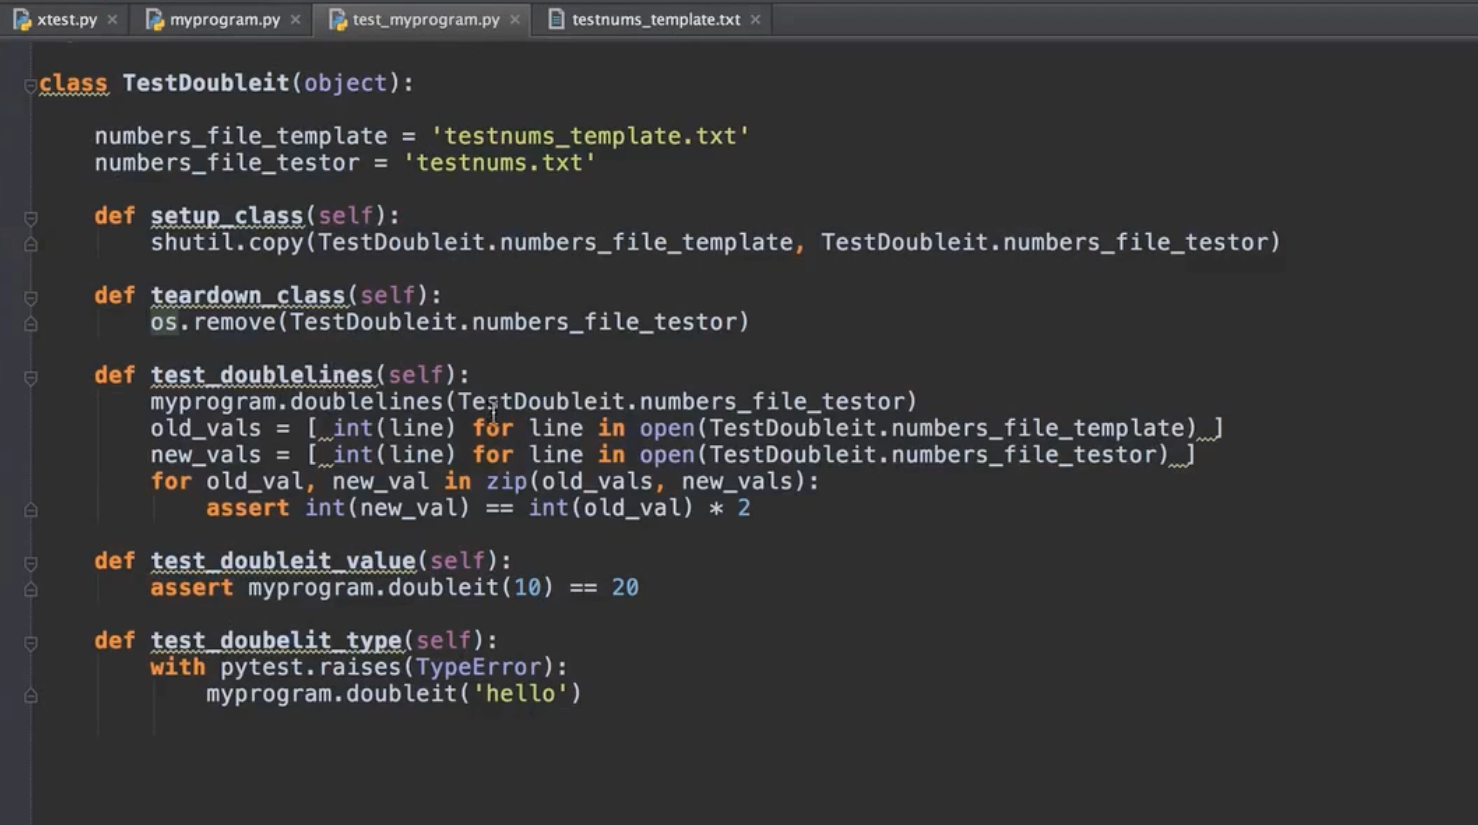 xtest.py × myprogram.py × test_myprogram.py × testnums_template.txt ×
class TestDoubleit(object):
numbers_file_template = 'testnums_template.txt'
numbers_file_testor = 'testnums.txt'
def setup_class(self):
shutil.copy(TestDoubleit.numbers_file_template, TestDoubleit.numbers_file_testor)
def teardown_class(self):
os.remove(TestDoubleit.numbers_file_testor)
def test_doublelines(self):
myprogram.doublelines(TestDoubleit.numbers_file_testor)
old_vals = [ int(line) for line in open(TestDoubleit.numbers_file_template) ]
new_vals = [ int(line) for line in open(TestDoubleit.numbers_file_testor) ]
for old_val, new_val in zip(old_vals, new_vals):
assert int(new_val) == int(old_val) * 2
def test_doubleit_value(self):
assert myprogram.doubleit(10) == 20
def test_doubelit_type(self):
with pytest.raises(TypeError):
myprogram.doubleit('hello')